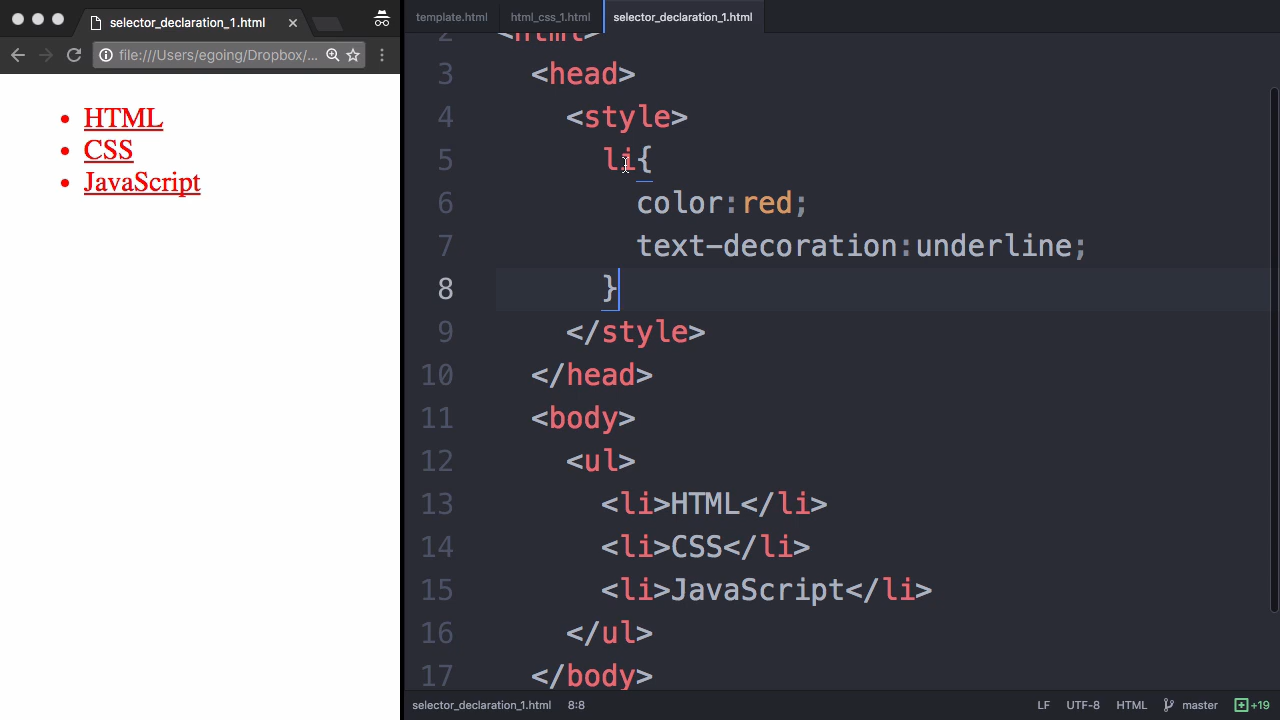 selector_declaration_1.html
file:///Users/egoing/Dropbox/...
HTML
CSS
JavaScript
template.html
html_css_1.html
selector_declaration_1.html
2 <html>
3 <head>
4 <style>
5 li{
6 color:red;
7 text-decoration:underline;
8 }
9 </style>
10 </head>
11 <body>
12 <ul>
13 <li>HTML</li>
14 <li>CSS</li>
15 <li>JavaScript</li>
16 </ul>
17 </body>
selector_declaration_1.html 8:8 LF UTF-8 HTML master +19